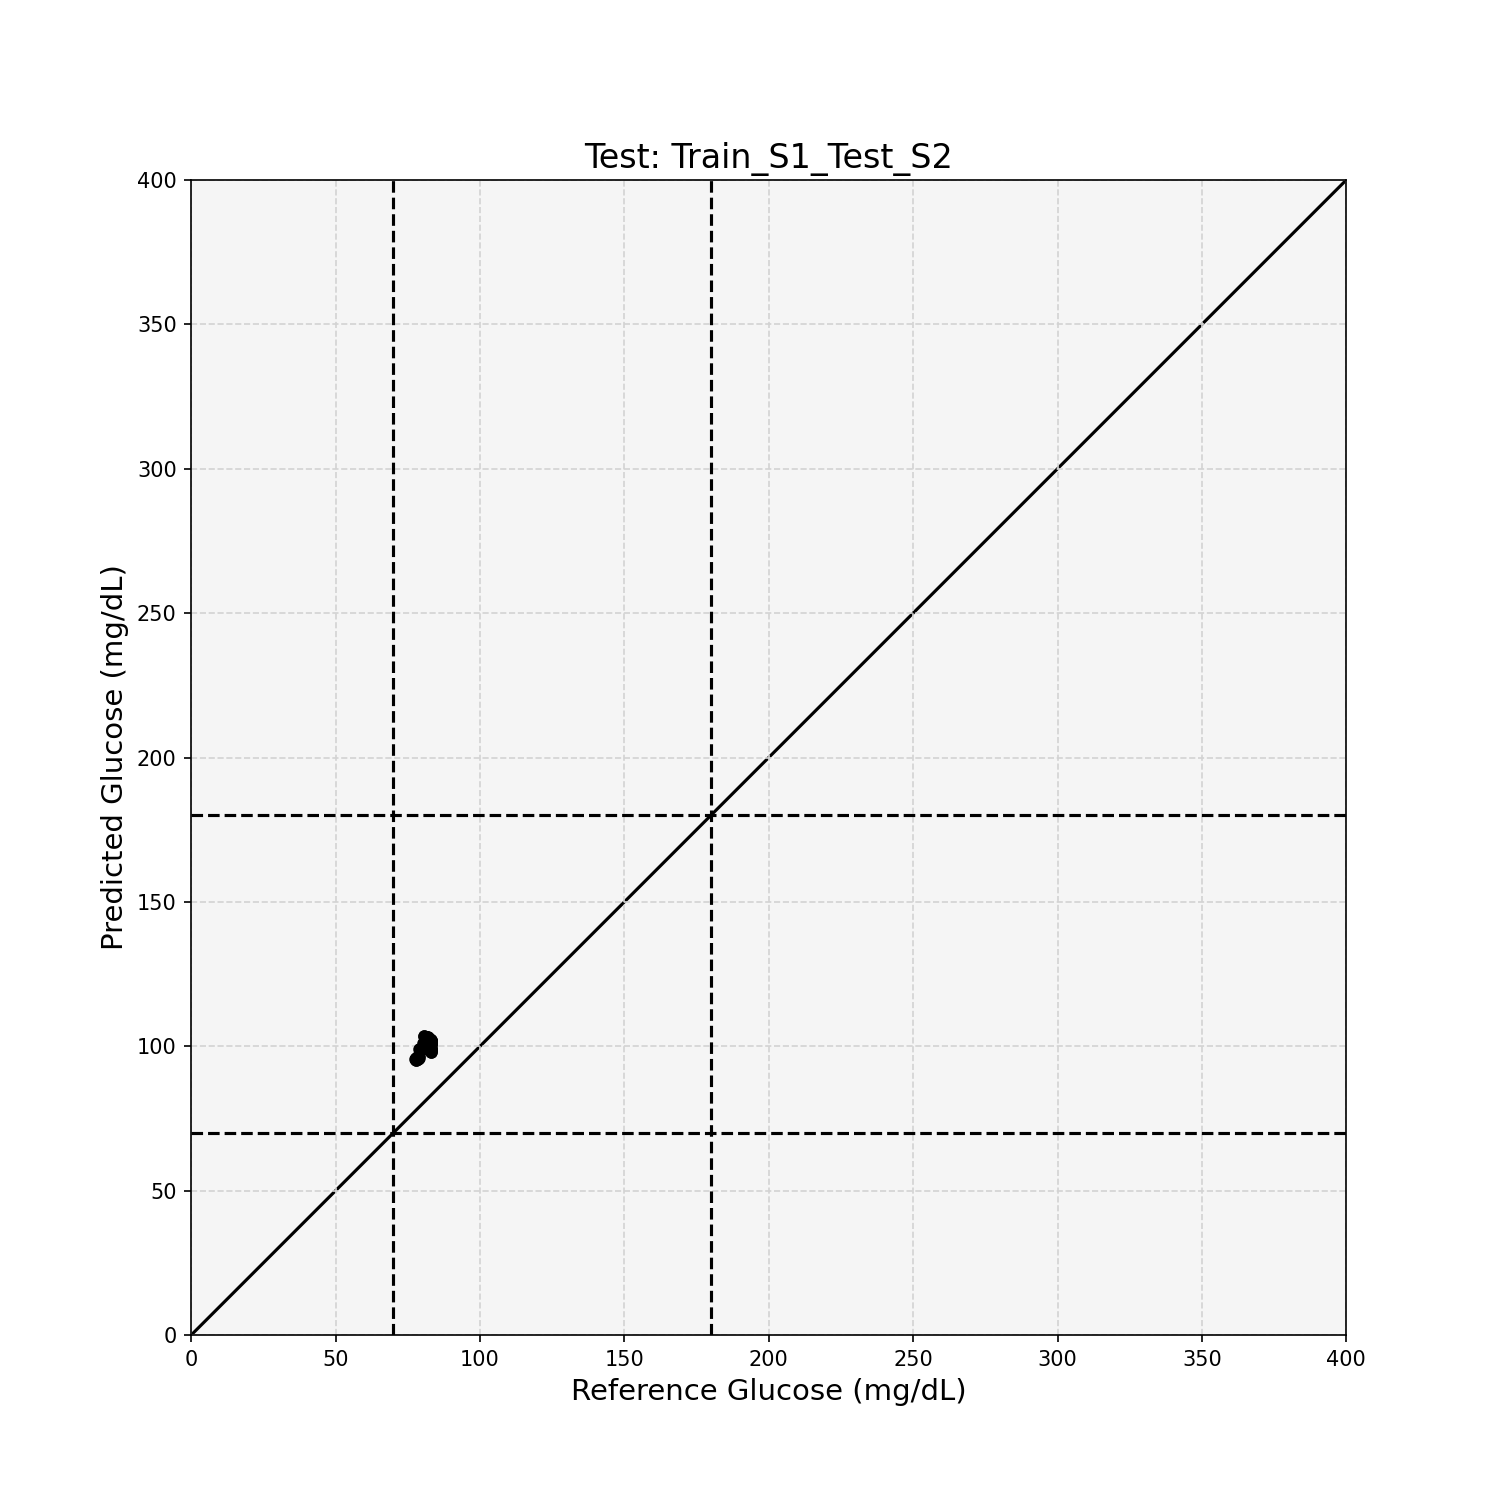 Test: Train_S1_Test_S2
400
350
300
250
200
150
100
50
0
Predicted Glucose (mg/dL)
0 50 100 150 200 250 300 350 400
Reference Glucose (mg/dL)